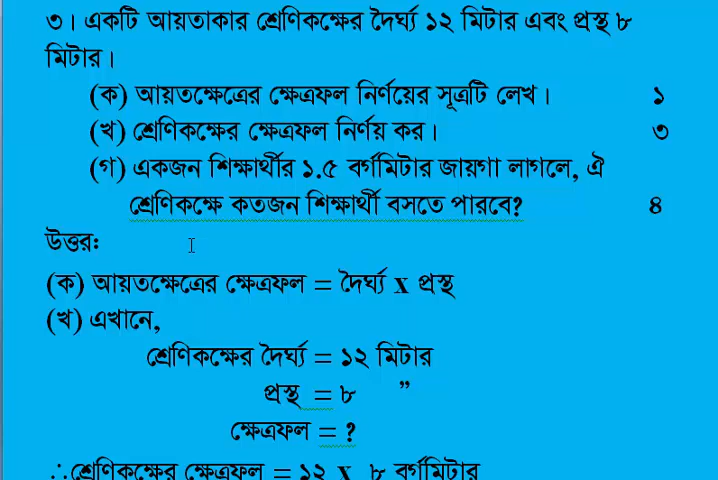 ৩। একটি আয়তাকার শ্রেণিকক্ষের দৈর্ঘ্য ১২ মিটার এবং প্রস্থ ৮
মিটার।
(ক) আয়তক্ষেত্রের ক্ষেত্রফল নির্ণয়ের সূত্রটি লেখ। ১
(খ) শ্রেণিকক্ষের ক্ষেত্রফল নির্ণয় কর। ৩
(গ) একজন শিক্ষার্থীর ১.৫ বর্গমিটার জায়গা লাগলে, ঐ
শ্রেণিকক্ষে কতজন শিক্ষার্থী বসতে পারবে? ৪
উত্তরঃ
(ক) আয়তক্ষেত্রের ক্ষেত্রফল = দৈর্ঘ্য x প্রস্থ
(খ) এখানে,
শ্রেণিকক্ষের দৈর্ঘ্য = ১২ মিটার
প্রস্থ = ৮ ”
ক্ষেত্রফল = ?
∴শ্রেণিকক্ষের ক্ষেত্রফল = ১২ x ৮ বর্গমিটার